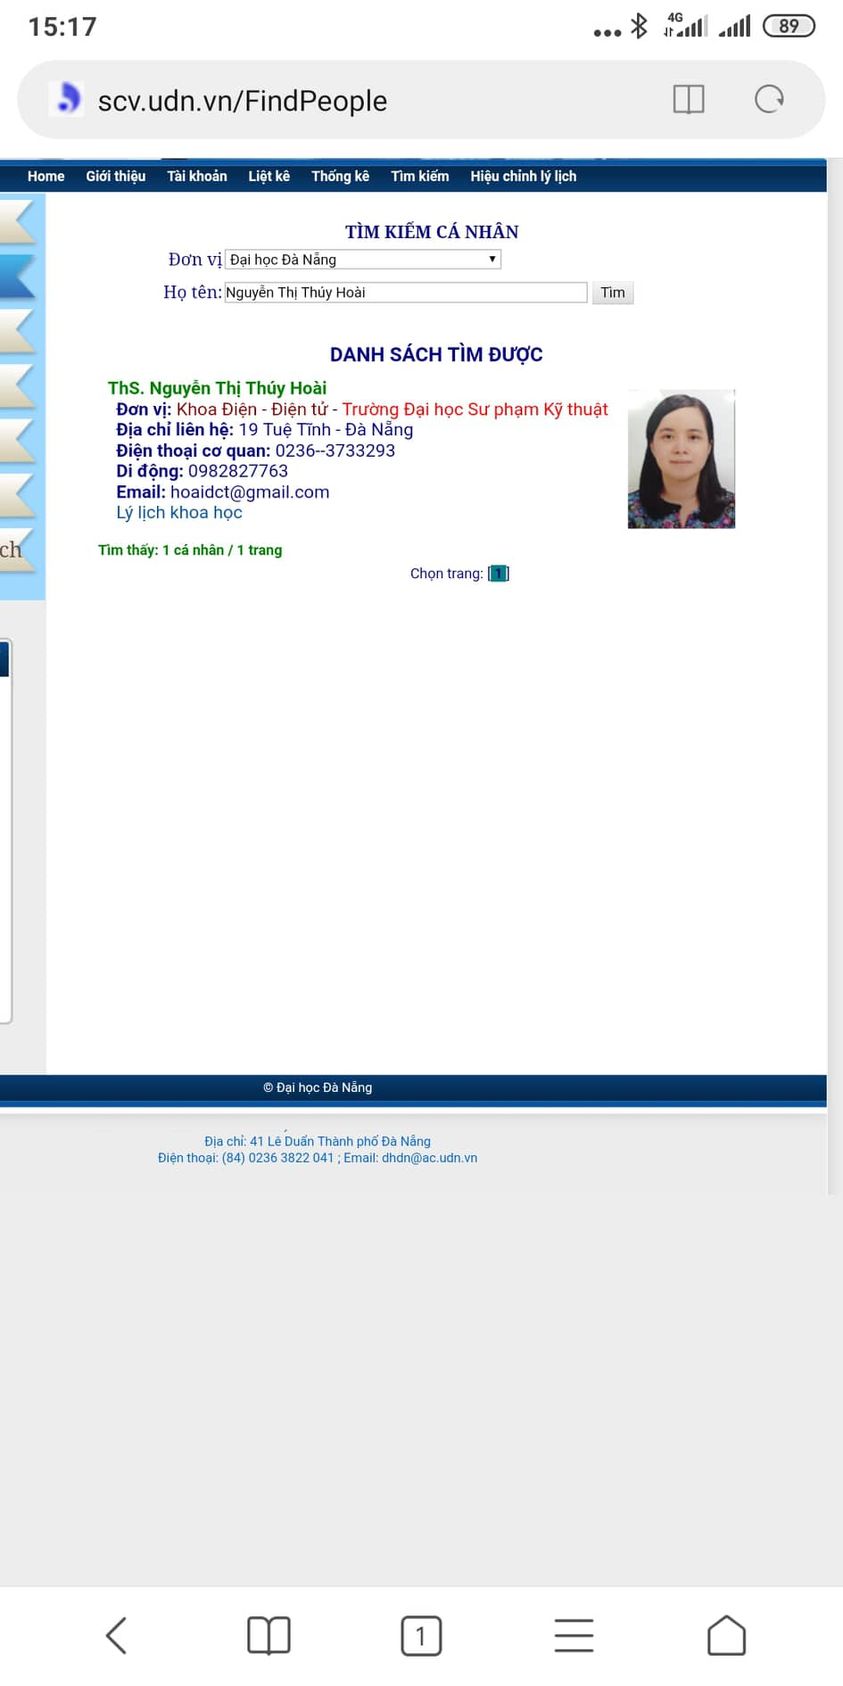 15:17
4G
89
scv.udn.vn/FindPeople
Home Giới thiệu Tài khoản Liệt kê Thống kê Tìm kiếm Hiệu chỉnh lý lịch
TÌM KIẾM CÁ NHÂN
Đơn vị Đại học Đà Nẵng
Họ tên: Nguyễn Thị Thúy Hoài Tìm
DANH SÁCH TÌM ĐƯỢC
ThS. Nguyễn Thị Thúy Hoài
Đơn vị: Khoa Điện - Điện tử - Trường Đại học Sư phạm Kỹ thuật
Địa chỉ liên hệ: 19 Tuệ Tĩnh - Đà Nẵng
Điện thoại cơ quan: 0236--3733293
Di động: 0982827763
Email: hoaidct@gmail.com
Lý lịch khoa học
ch
Tìm thấy: 1 cá nhân / 1 trang
Chọn trang: [1]
© Đại học Đà Nẵng
Địa chỉ: 41 Lê Duẩn Thành phố Đà Nẵng
Điện thoại: (84) 0236 3822 041 ; Email: dhdn@ac.udn.vn
1